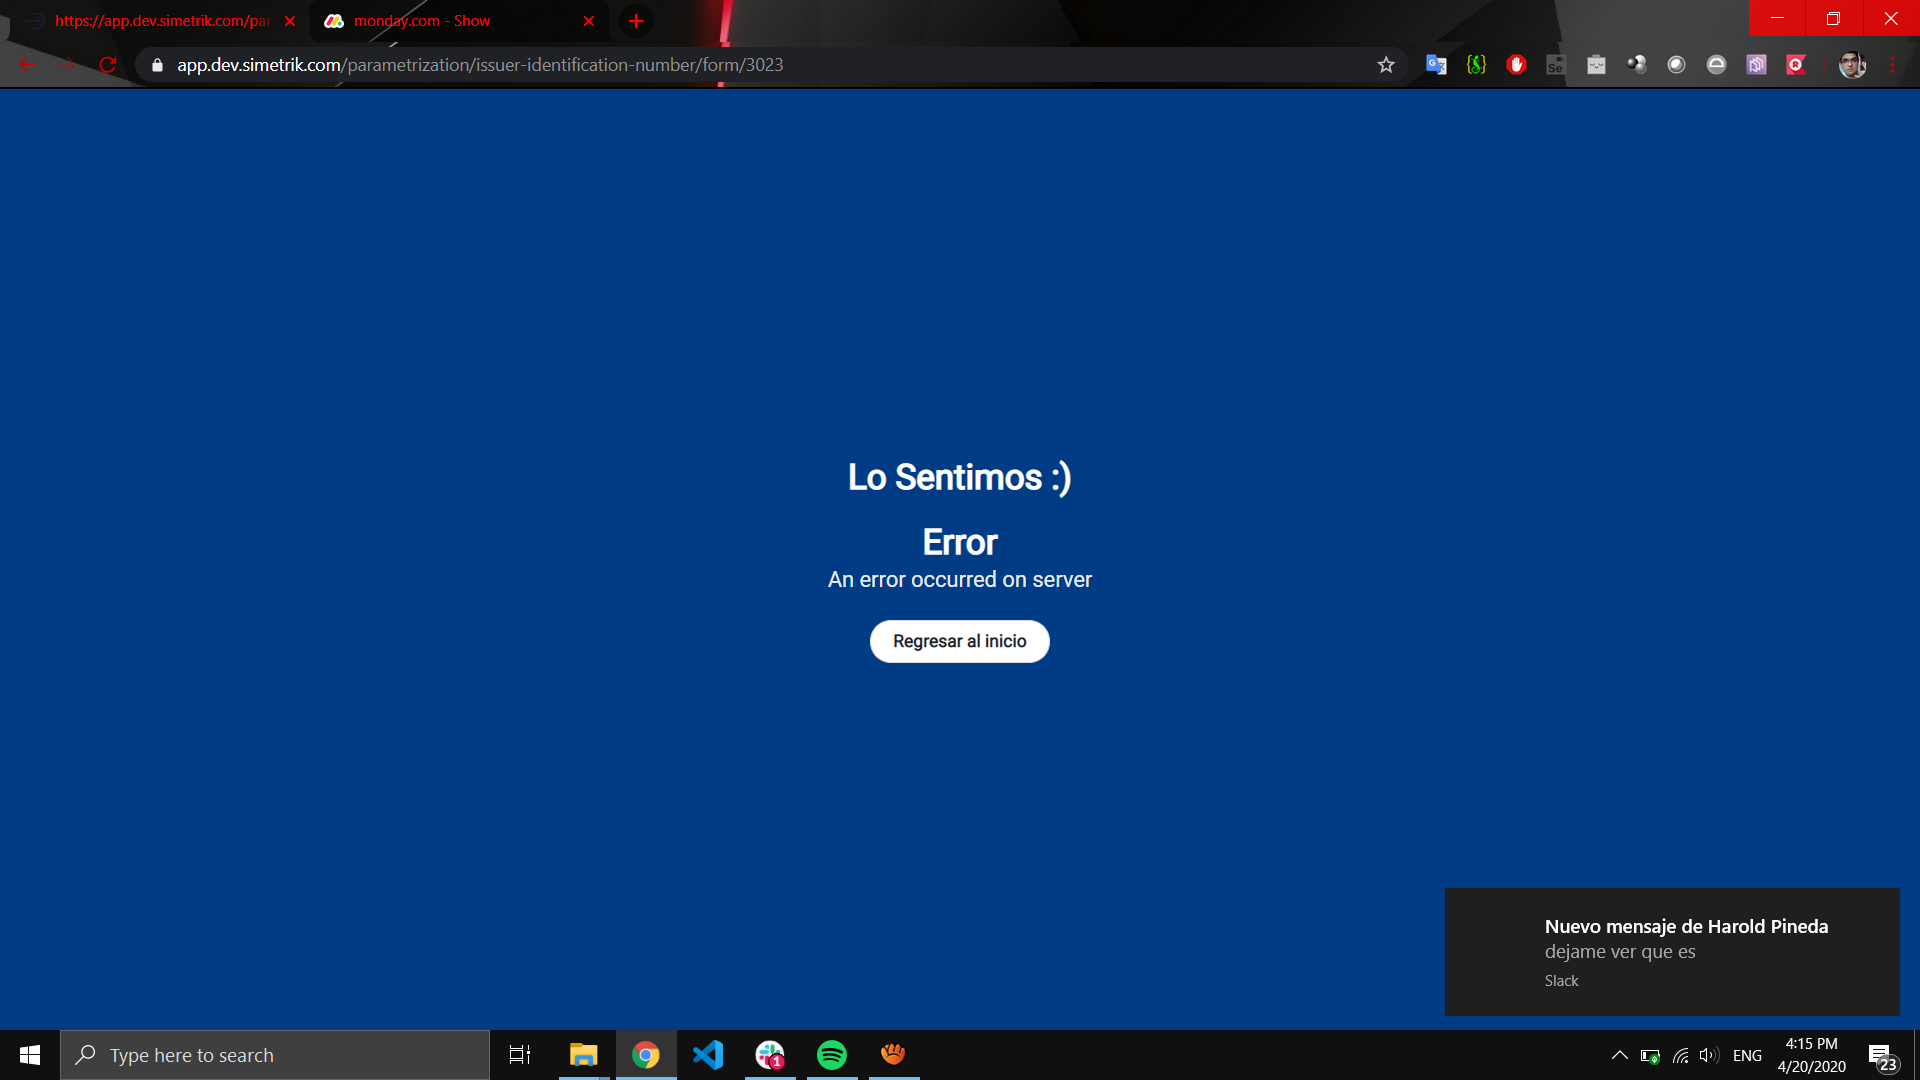 https://app.dev.simetrik.com/par
monday.com - Show
app.dev.simetrik.com/parametrization/issuer-identification-number/form/3023
Lo Sentimos :)
Error
An error occurred on server
Regresar al inicio
Nuevo mensaje de Harold Pineda
dejame ver que es
Slack
Type here to search
1
ENG
4:15 PM
4/20/2020
23